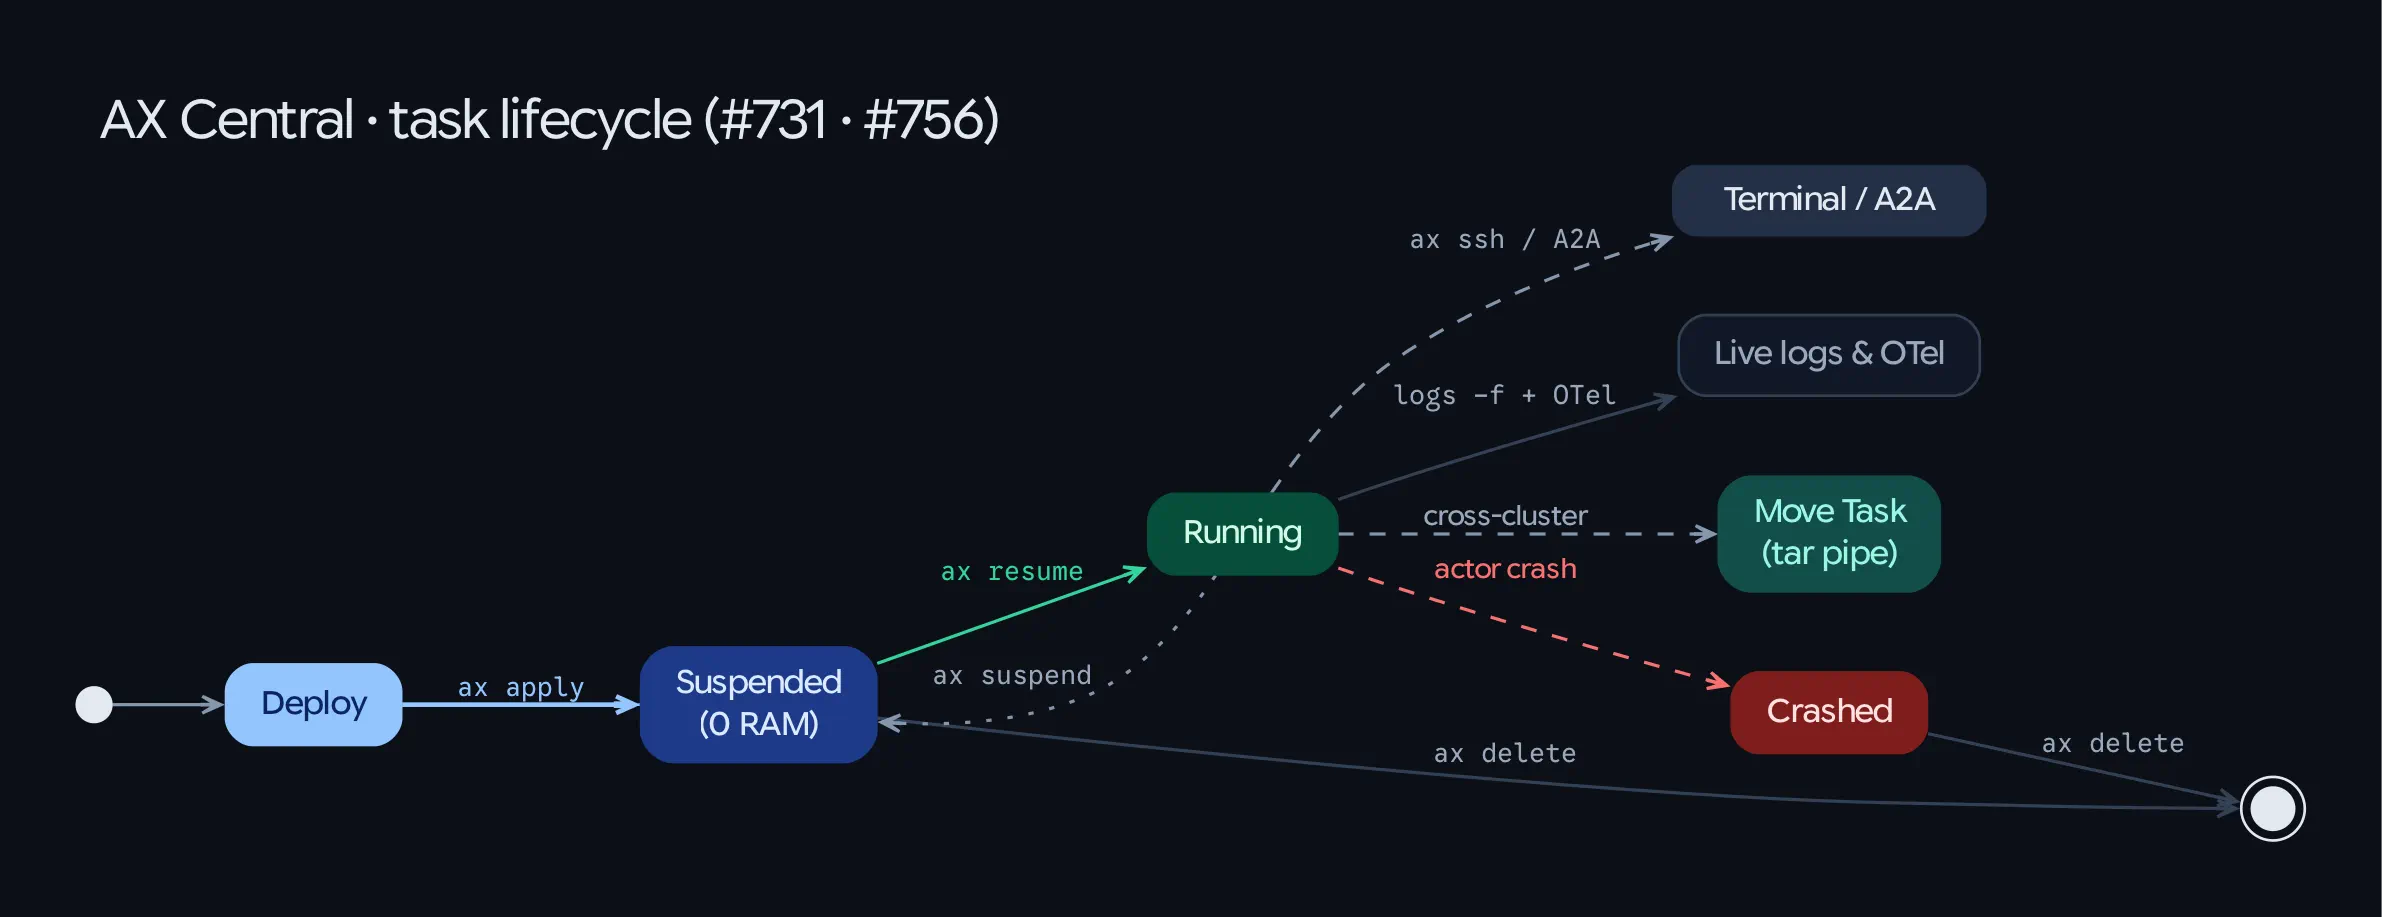 AX Central · task lifecycle (#731 · #756)
Terminal / A2A
ax ssh / A2A
Live logs & OTel
logs -f + OTel
Move Task
(tar pipe)
cross-cluster
Running
actor crash
ax resume
Suspended
(0 RAM)
ax suspend
ax apply
Deploy
Crashed
ax delete
ax delete